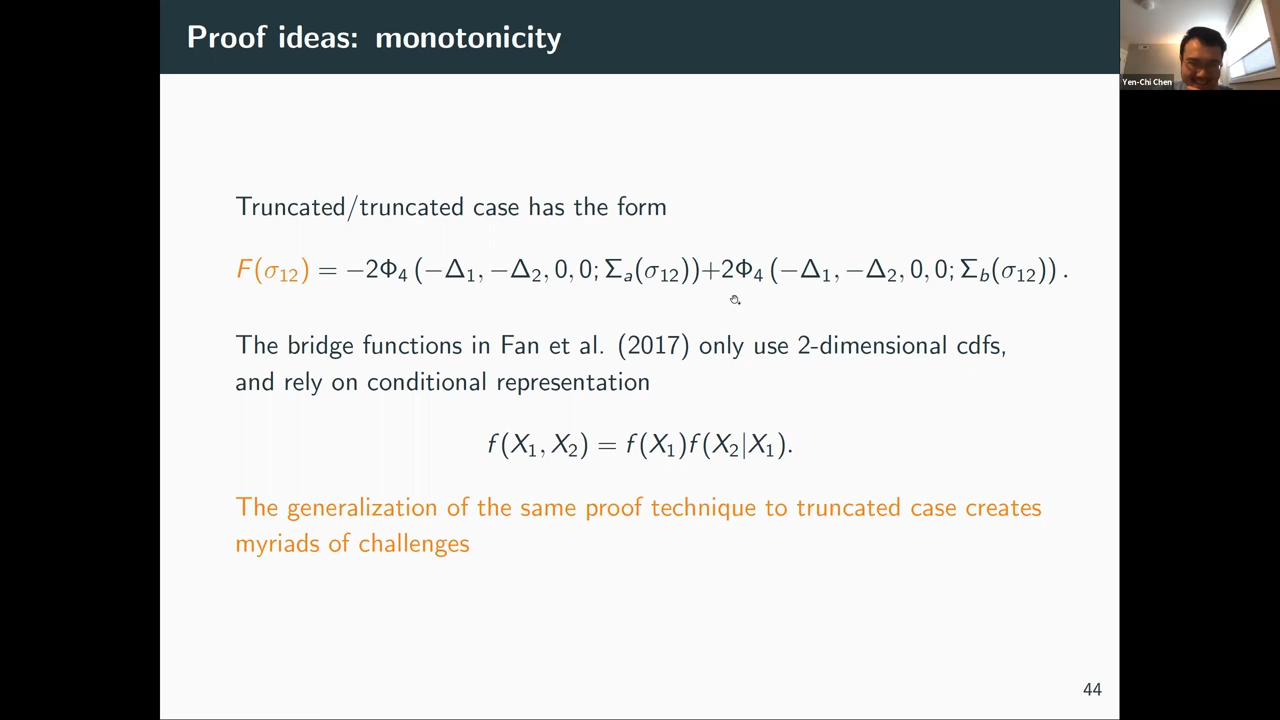 Proof ideas: monotonicity
Yen-Chi Chen
Truncated/truncated case has the form
F(σ₁₂) = −2Φ₄ (−Δ₁, −Δ₂, 0, 0; Σₐ(σ₁₂))+2Φ₄ (−Δ₁, −Δ₂, 0, 0; Σ_b(σ₁₂)) .
The bridge functions in Fan et al. (2017) only use 2-dimensional cdfs,
and rely on conditional representation
f(X₁, X₂) = f(X₁)f(X₂|X₁).
The generalization of the same proof technique to truncated case creates
myriads of challenges
44